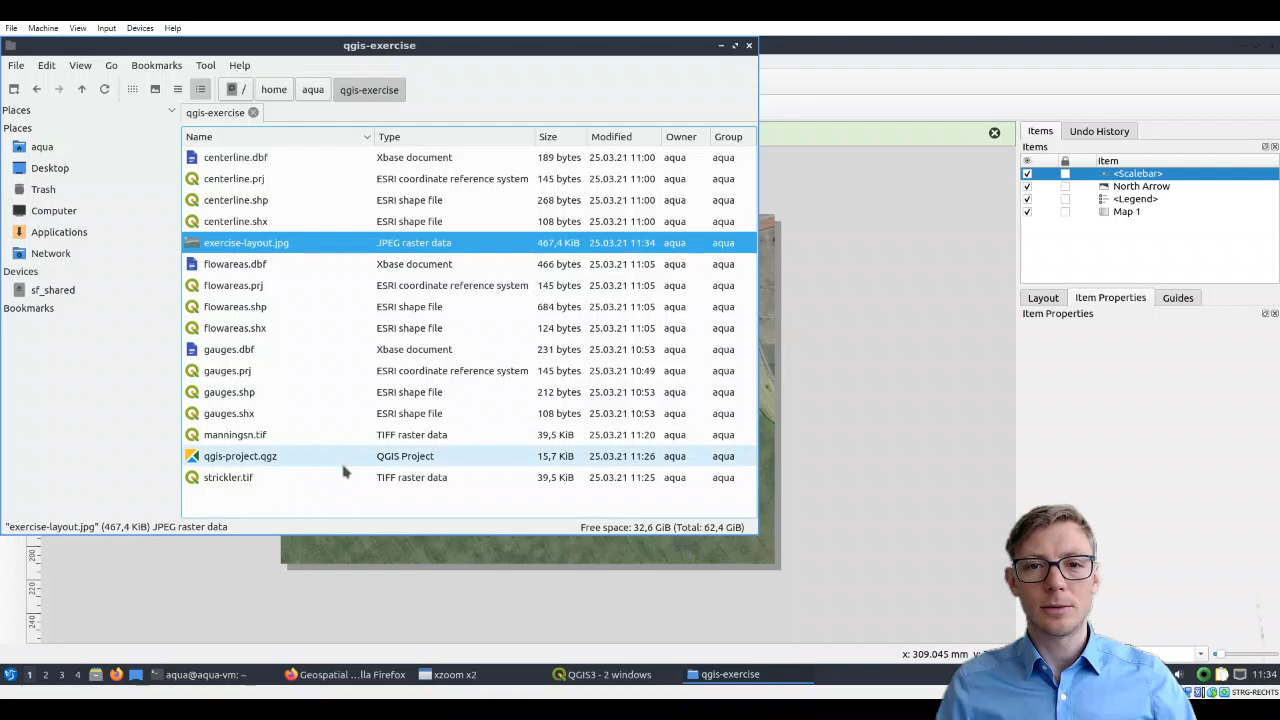 File Machine View Input Devices Help
qgis-exercise
File Edit View Go Bookmarks Tool Help
/ home aqua qgis-exercise
Places qgis-exercise
Places
aqua
Desktop
Trash
Computer
Applications
Network
Devices
sf_shared
Bookmarks
Name Type Size Modified Owner Group
centerline.dbf Xbase document 189 bytes 25.03.21 11:00 aqua aqua
centerline.prj ESRI coordinate reference system 145 bytes 25.03.21 11:00 aqua aqua
centerline.shp ESRI shape file 268 bytes 25.03.21 11:00 aqua aqua
centerline.shx ESRI shape file 108 bytes 25.03.21 11:00 aqua aqua
exercise-layout.jpg JPEG raster data 467,4 KiB 25.03.21 11:34 aqua aqua
flowareas.dbf Xbase document 466 bytes 25.03.21 11:05 aqua aqua
flowareas.prj ESRI coordinate reference system 145 bytes 25.03.21 11:05 aqua aqua
flowareas.shp ESRI shape file 684 bytes 25.03.21 11:05 aqua aqua
flowareas.shx ESRI shape file 124 bytes 25.03.21 11:05 aqua aqua
gauges.dbf Xbase document 231 bytes 25.03.21 10:53 aqua aqua
gauges.prj ESRI coordinate reference system 145 bytes 25.03.21 10:49 aqua aqua
gauges.shp ESRI shape file 212 bytes 25.03.21 10:53 aqua aqua
gauges.shx ESRI shape file 108 bytes 25.03.21 10:53 aqua aqua
manningsn.tif TIFF raster data 39,5 KiB 25.03.21 11:20 aqua aqua
qgis-project.qgz QGIS Project 15,7 KiB 25.03.21 11:26 aqua aqua
strickler.tif TIFF raster data 39,5 KiB 25.03.21 11:25 aqua aqua
"exercise-layout.jpg" (467,4 KiB) JPEG raster data Free space: 32,6 GiB (Total: 62,4 GiB)
Items Undo History
Items
Item
<Scalebar>
North Arrow
<Legend>
Map 1
Layout Item Properties Guides
Item Properties
200
220
240
x: 309.045 mm
1 2 3 4 aqua@aqua-vm: ~ Geospatial ...lla Firefox xzoom x2 QGIS3 - 2 windows qgis-exercise 11:34
STRG-RECHTS